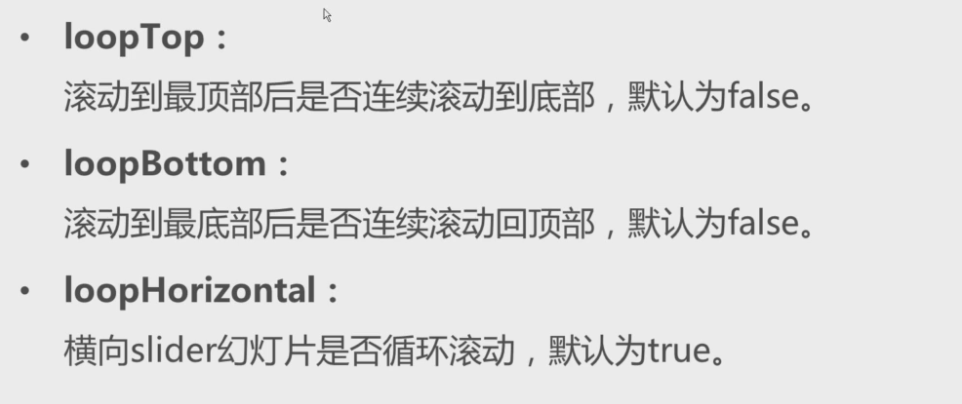 • loopTop：
滚动到最顶部后是否连续滚动到底部，默认为false。
• loopBottom：
滚动到最底部后是否连续滚动回顶部，默认为false。
• loopHorizontal：
横向slider幻灯片是否循环滚动，默认为true。